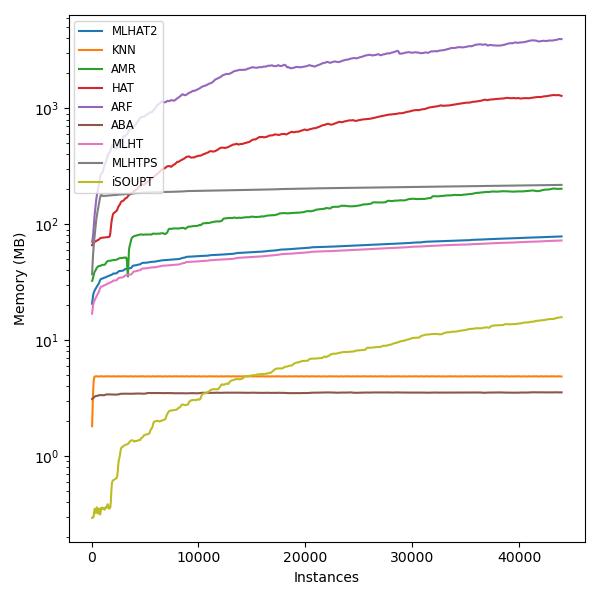 MLHAT2
KNN
AMR
HAT
ARF
ABA
MLHT
MLHTPS
iSOUPT
10³
10²
10¹
10⁰
Memory (MB)
0 10000 20000 30000 40000
Instances